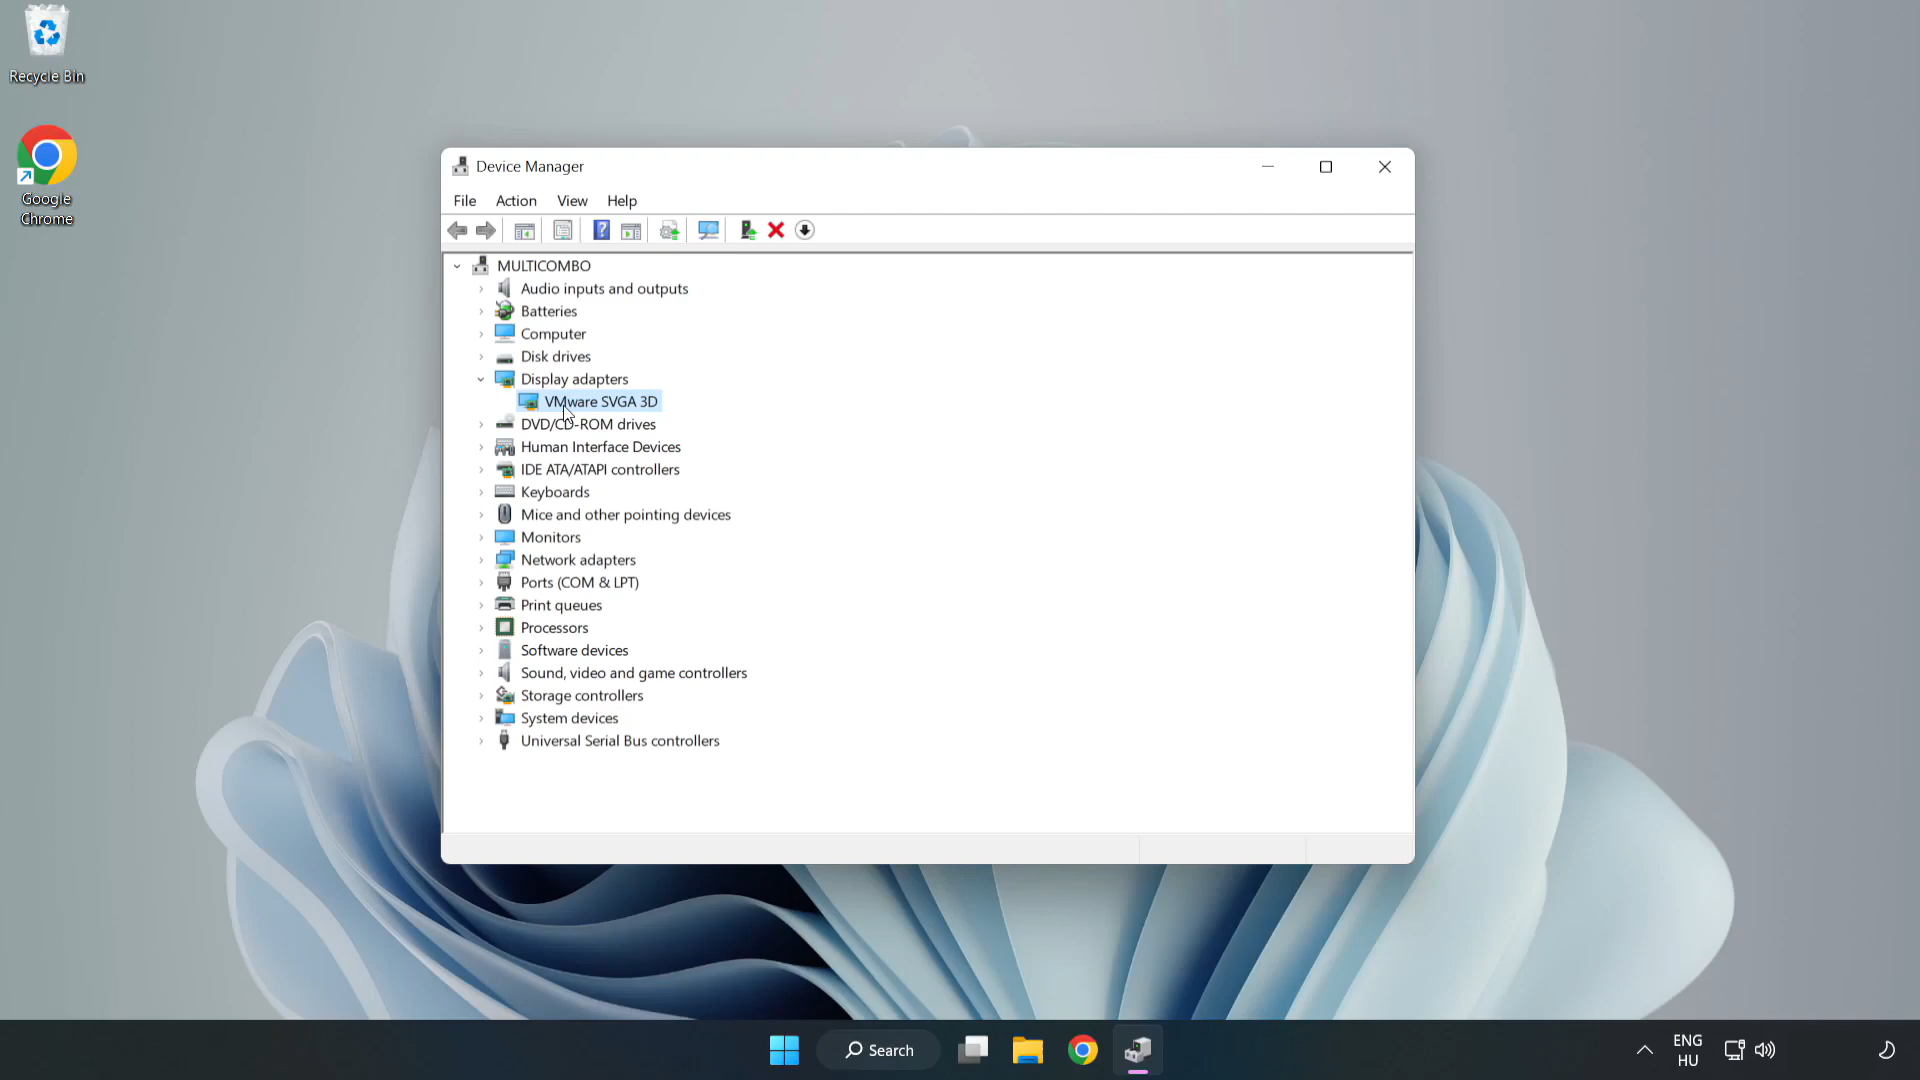 Recycle Bin
Google
Chrome
Device Manager
File Action View Help
MULTICOMBO
Audio inputs and outputs
Batteries
Computer
Disk drives
Display adapters
VMware SVGA 3D
DVD/CD-ROM drives
Human Interface Devices
IDE ATA/ATAPI controllers
Keyboards
Mice and other pointing devices
Monitors
Network adapters
Ports (COM & LPT)
Print queues
Processors
Software devices
Sound, video and game controllers
Storage controllers
System devices
Universal Serial Bus controllers
Search
ENG
HU